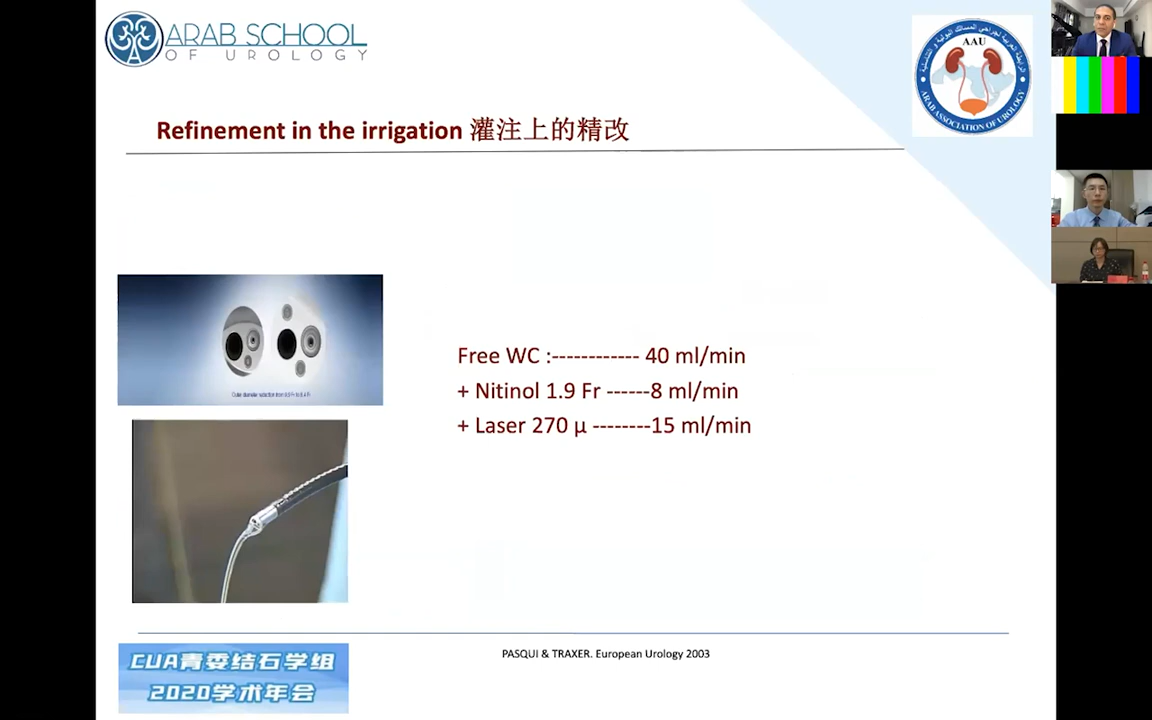 ARAB SCHOOL
OF UROLOGY
AAU
ARAB ASSOCIATION OF UROLOGY
Refinement in the irrigation 灌注上的精改
Free WC :------------ 40 ml/min
+ Nitinol 1.9 Fr ------8 ml/min
+ Laser 270 µ --------15 ml/min
PASQUI & TRAXER. European Urology 2003
CUA青委结石学组
2020学术年会